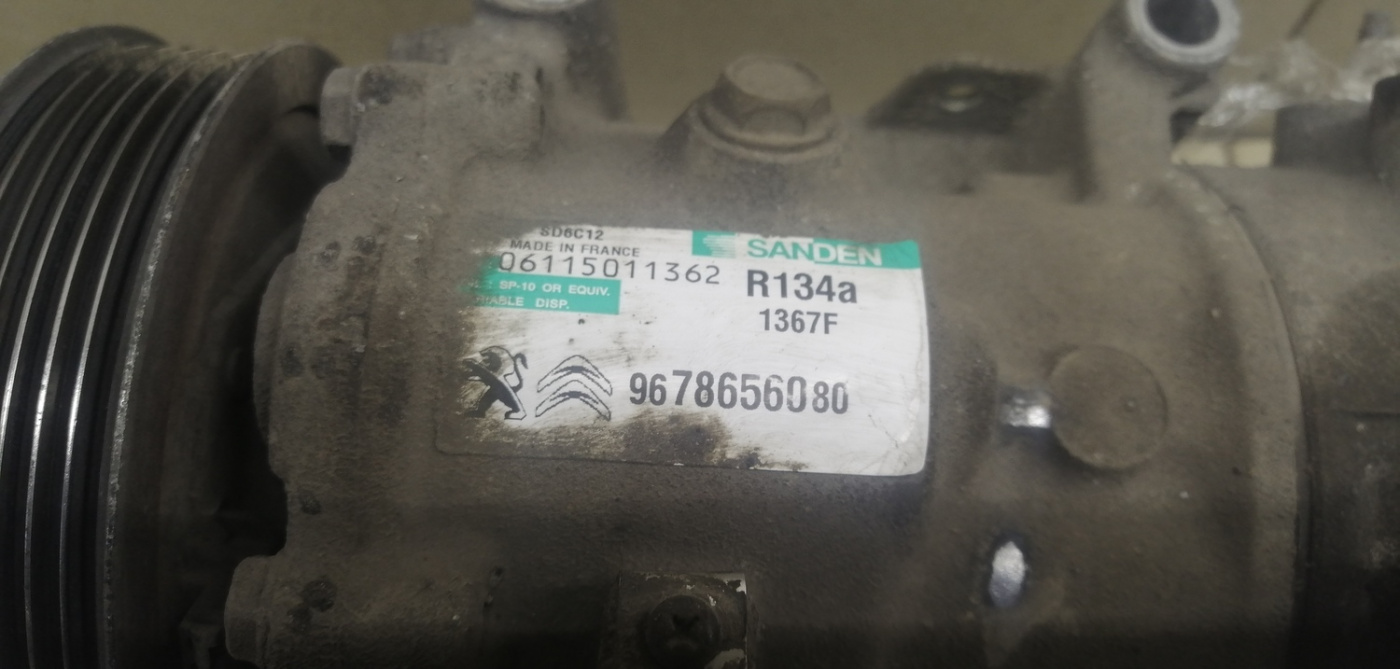 SD6C12
MADE IN FRANCE
06115011362
SP-10 OR EQUIV.
DISP.
SANDEN
R134a
1367F
9678656080